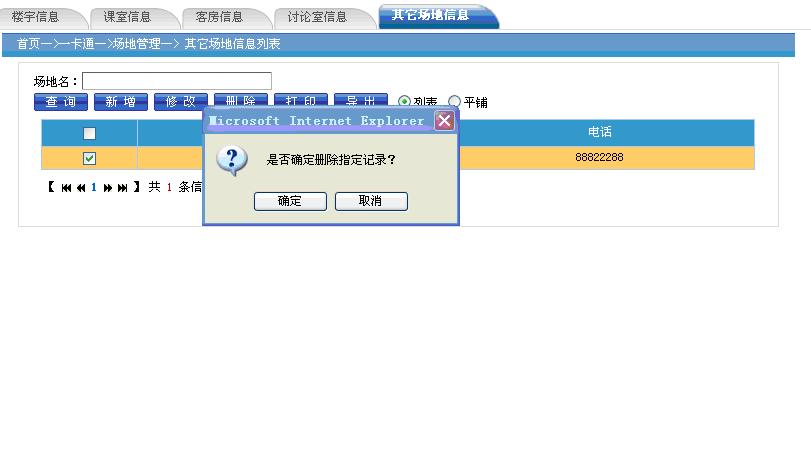 楼宇信息 课室信息 客房信息 讨论室信息 其它场地信息
首页—>一卡通—>场地管理—> 其它场地信息列表
场地名：
查 询 新 增 修 改 删 除 打 印 导 出 列表 平铺
Microsoft Internet Explorer
电话
是否确定删除指定记录？
88822288
【 1 】 共 1 条信
确定 取消